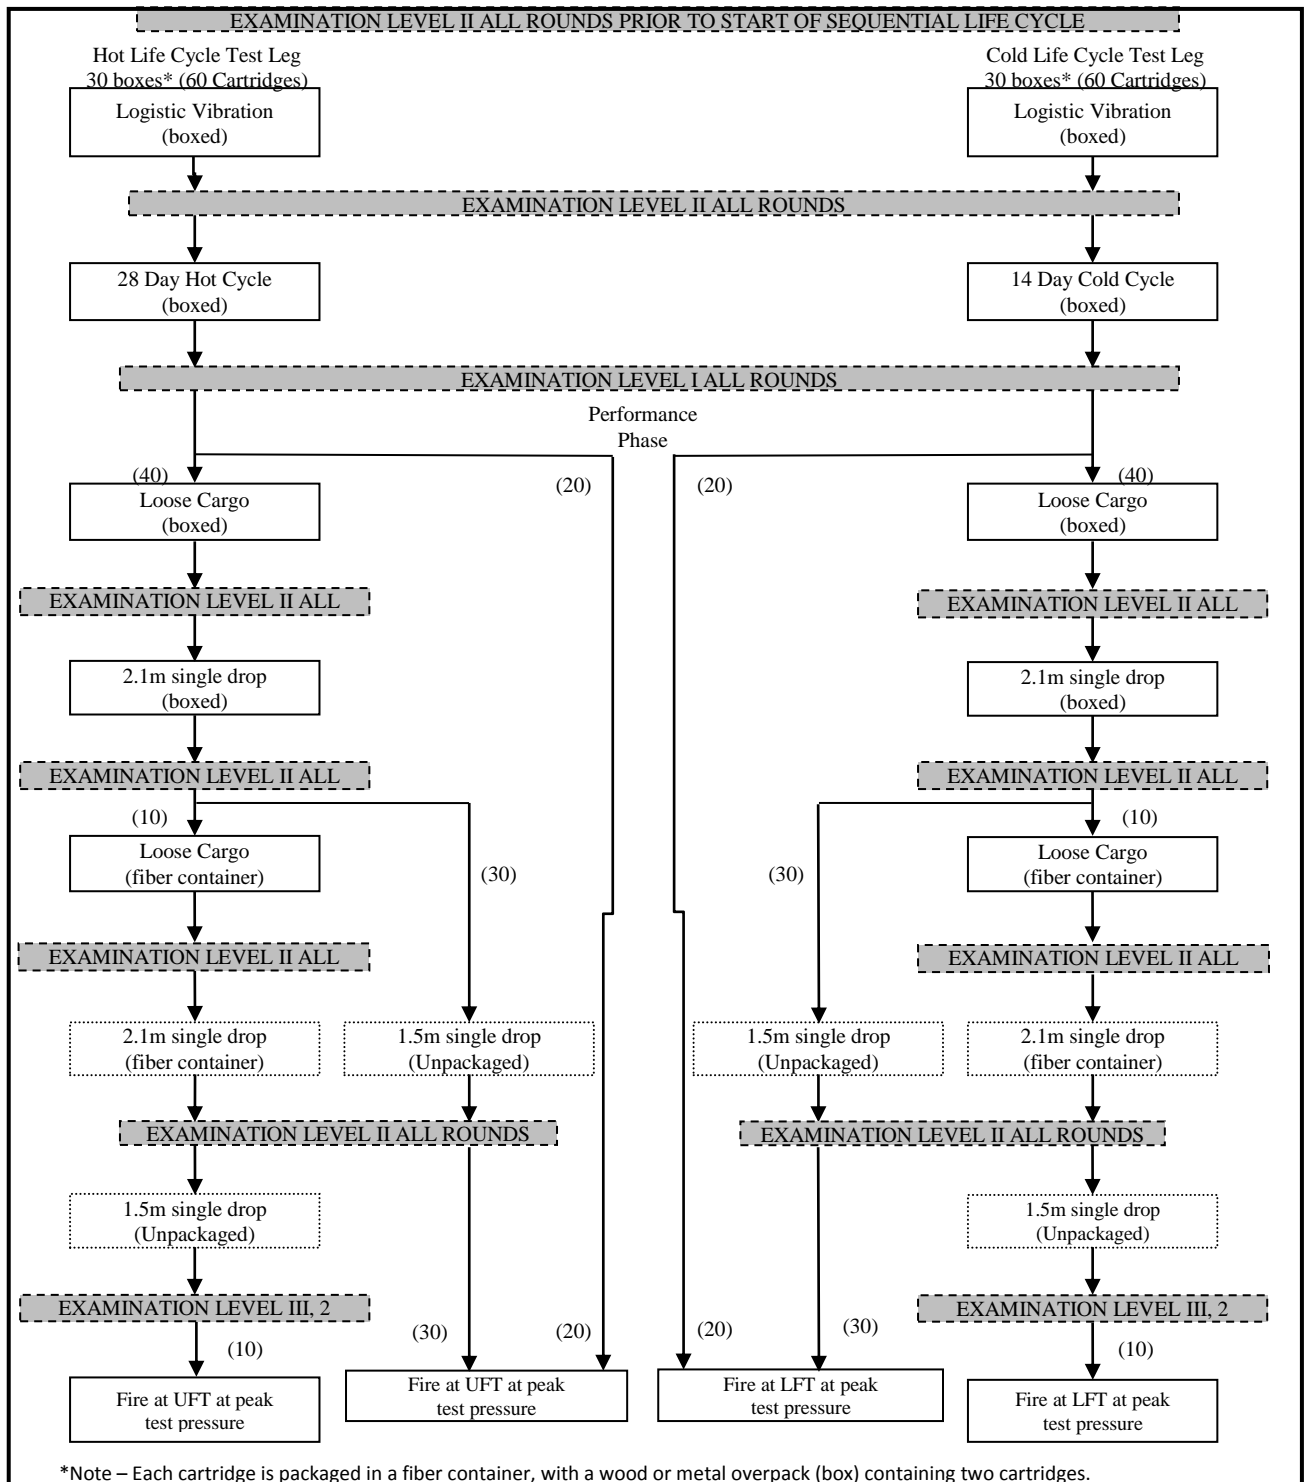 EXAMINATION LEVEL II ALL ROUNDS PRIOR TO START OF SEQUENTIAL LIFE CYCLE
Hot Life Cycle Test Leg
30 boxes* (60 Cartridges)
Cold Life Cycle Test Leg
30 boxes* (60 Cartridges)
Logistic Vibration
(boxed)
Logistic Vibration
(boxed)
EXAMINATION LEVEL II ALL ROUNDS
28 Day Hot Cycle
(boxed)
14 Day Cold Cycle
(boxed)
EXAMINATION LEVEL I ALL ROUNDS
Performance
Phase
(40)
(20)
(20)
(40)
Loose Cargo
(boxed)
Loose Cargo
(boxed)
EXAMINATION LEVEL II ALL
EXAMINATION LEVEL II ALL
2.1m single drop
(boxed)
2.1m single drop
(boxed)
EXAMINATION LEVEL II ALL
EXAMINATION LEVEL II ALL
(10)
(10)
Loose Cargo
(fiber container)
(30)
(30)
Loose Cargo
(fiber container)
EXAMINATION LEVEL II ALL
EXAMINATION LEVEL II ALL
2.1m single drop
(fiber container)
1.5m single drop
(Unpackaged)
1.5m single drop
(Unpackaged)
2.1m single drop
(fiber container)
EXAMINATION LEVEL II ALL ROUNDS
EXAMINATION LEVEL II ALL ROUNDS
1.5m single drop
(Unpackaged)
1.5m single drop
(Unpackaged)
EXAMINATION LEVEL III, 2
EXAMINATION LEVEL III, 2
(10)
(30)
(20)
(20)
(30)
(10)
Fire at UFT at peak
test pressure
Fire at UFT at peak
test pressure
Fire at LFT at peak
test pressure
Fire at LFT at peak
test pressure
*Note – Each cartridge is packaged in a fiber container, with a wood or metal overpack (box) containing two cartridges.